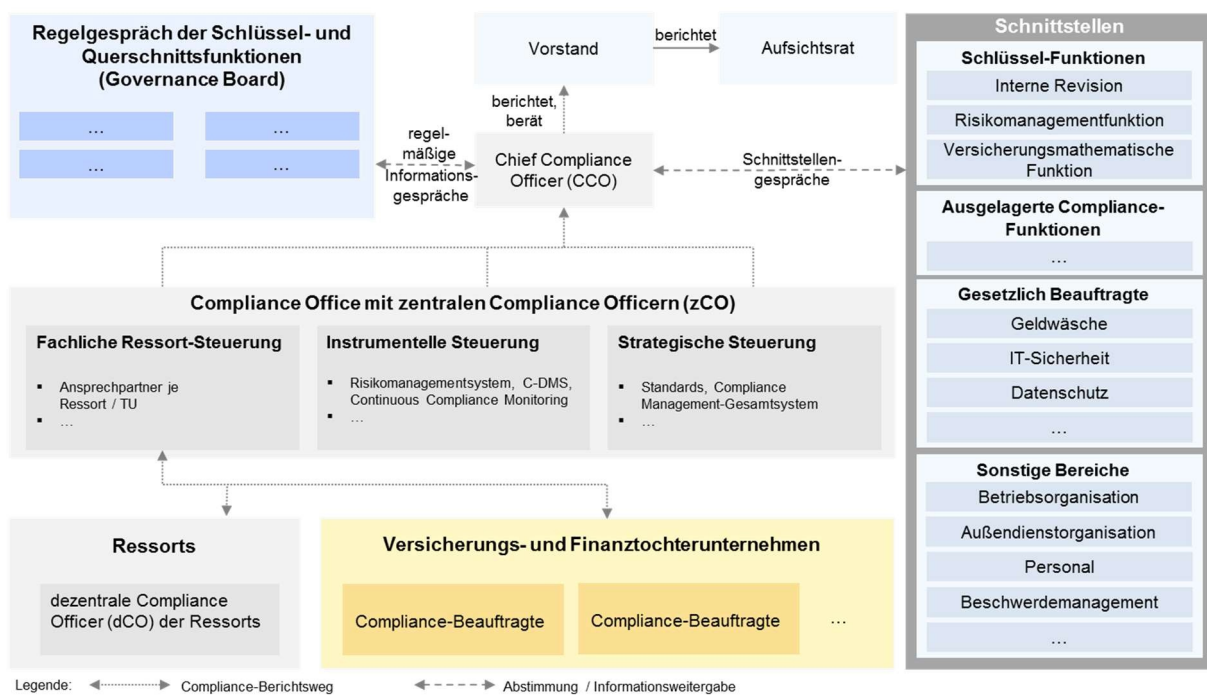 Regelgespräch der Schlüssel- und
Querschnittsfunktionen
(Governance Board)
…
…
…
…
Vorstand
berichtet
Aufsichtsrat
berichtet,
berät
regel-
mäßige
Informations-
gespräche
Chief Compliance
Officer (CCO)
Schnittstellen-
gespräche
Compliance Office mit zentralen Compliance Officern (zCO)
Fachliche Ressort-Steuerung
▪ Ansprechpartner je
Ressort / TU
▪ …
Instrumentelle Steuerung
▪ Risikomanagementsystem, C-DMS,
Continuous Compliance Monitoring
▪ …
Strategische Steuerung
▪ Standards, Compliance
Management-Gesamtsystem
▪ …
Ressorts
dezentrale Compliance
Officer (dCO) der Ressorts
Versicherungs- und Finanztochterunternehmen
Compliance-Beauftragte
Compliance-Beauftragte
…
Schnittstellen
Schlüssel-Funktionen
Interne Revision
Risikomanagementfunktion
Versicherungsmathematische
Funktion
Ausgelagerte Compliance-
Funktionen
…
Gesetzlich Beauftragte
Geldwäsche
IT-Sicherheit
Datenschutz
…
Sonstige Bereiche
Betriebsorganisation
Außendienstorganisation
Personal
Beschwerdemanagement
…
Legende: Compliance-Berichtsweg Abstimmung / Informationsweitergabe